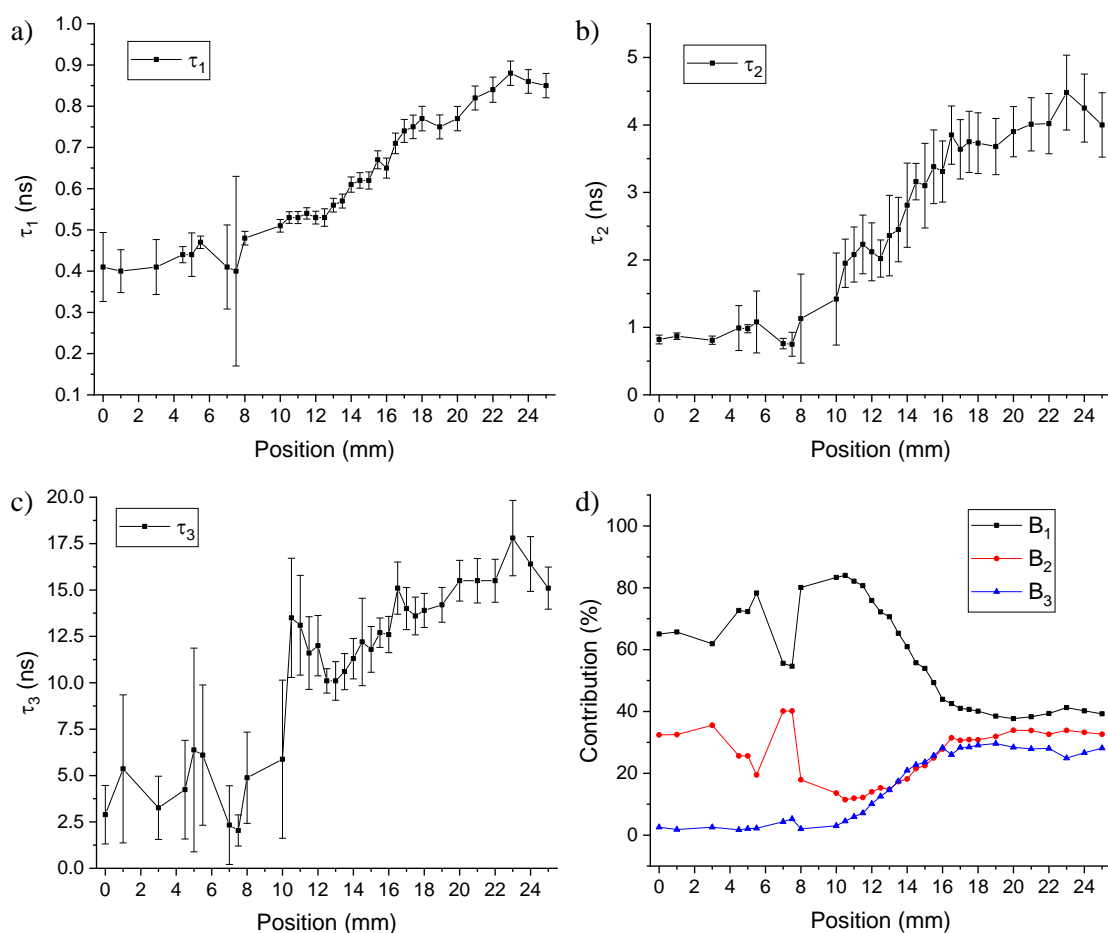 a)
τ1
1.0
0.9
0.8
0.7
0.6
0.5
0.4
0.3
0.2
0.1
τ1 (ns)
0 2 4 6 8 10 12 14 16 18 20 22 24
Position (mm)
b)
τ2
5
4
3
2
1
0
τ2 (ns)
0 2 4 6 8 10 12 14 16 18 20 22 24
Position (mm)
c)
τ3
20.0
17.5
15.0
12.5
10.0
7.5
5.0
2.5
0.0
τ3 (ns)
0 2 4 6 8 10 12 14 16 18 20 22 24
Position (mm)
d)
B1
B2
B3
100
80
60
40
20
0
Contribution (%)
0 2 4 6 8 10 12 14 16 18 20 22 24
Position (mm)